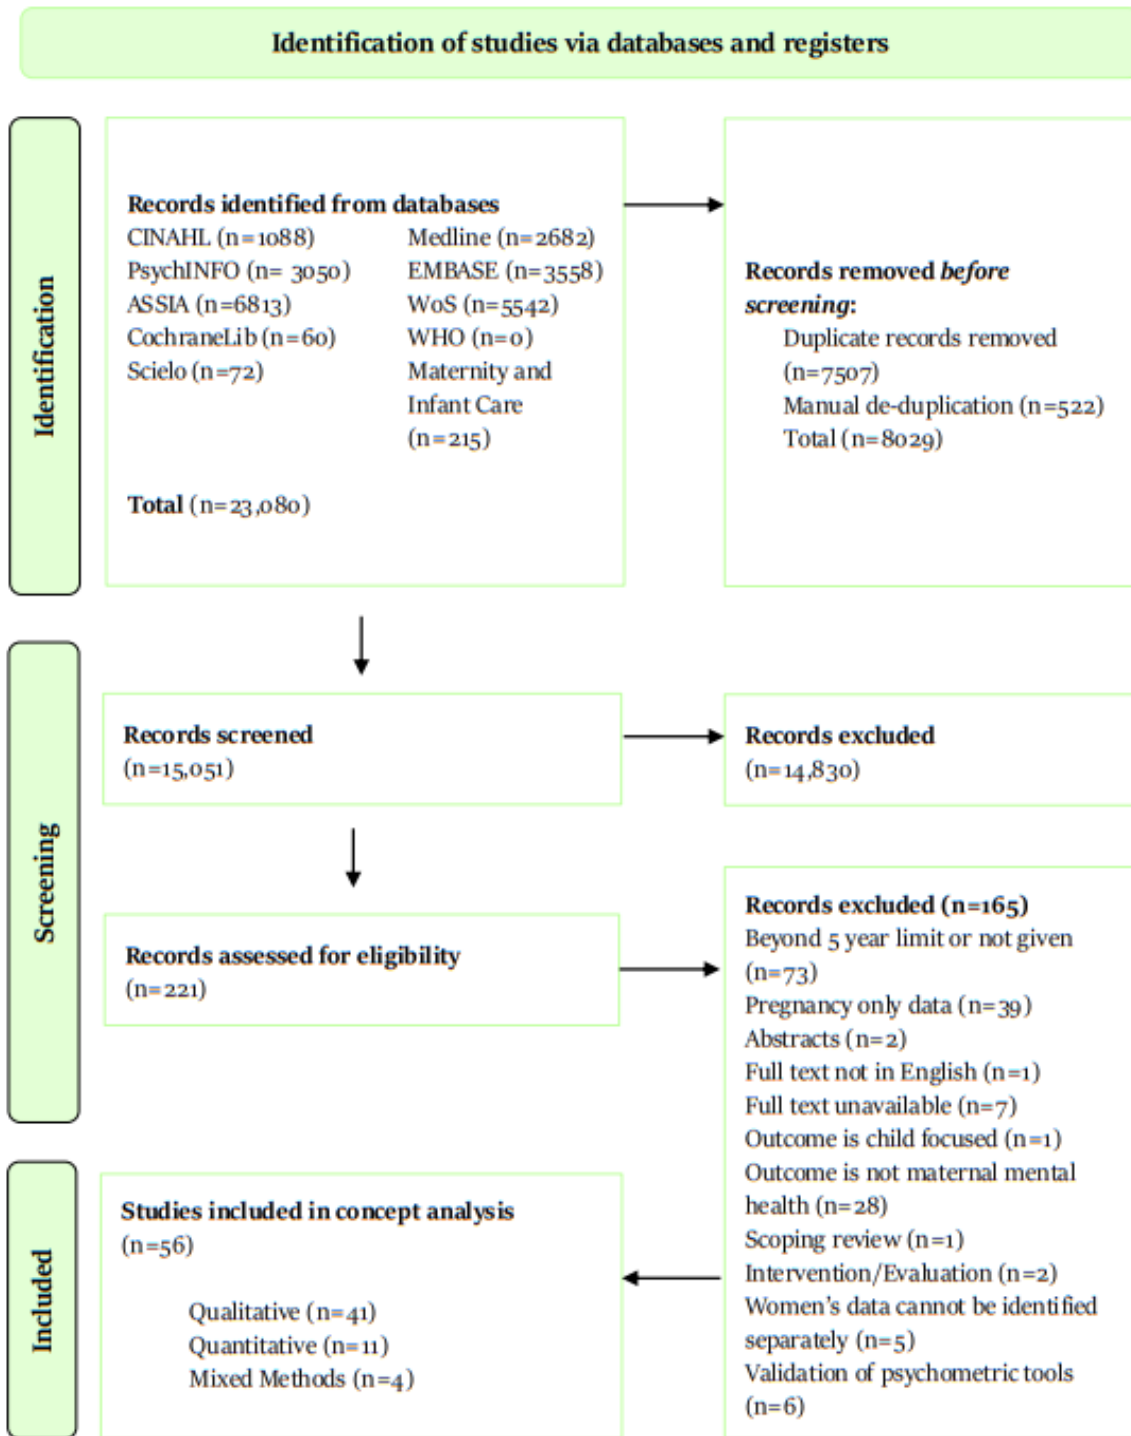 Identification of studies via databases and registers
Identification
Records identified from databases
CINAHL (n=1088)
PsychINFO (n= 3050)
ASSIA (n=6813)
CochraneLib (n=60)
Scielo (n=72)
Medline (n=2682)
EMBASE (n=3558)
WoS (n=5542)
WHO (n=0)
Maternity and
Infant Care
(n=215)
Total (n=23,080)
Records removed before
screening:
Duplicate records removed
(n=7507)
Manual de-duplication (n=522)
Total (n=8029)
Screening
Records screened
(n=15,051)
Records excluded
(n=14,830)
Records assessed for eligibility
(n=221)
Records excluded (n=165)
Beyond 5 year limit or not given
(n=73)
Pregnancy only data (n=39)
Abstracts (n=2)
Full text not in English (n=1)
Full text unavailable (n=7)
Outcome is child focused (n=1)
Outcome is not maternal mental
health (n=28)
Scoping review (n=1)
Intervention/Evaluation (n=2)
Women's data cannot be identified
separately (n=5)
Validation of psychometric tools
(n=6)
Included
Studies included in concept analysis
(n=56)
Qualitative (n=41)
Quantitative (n=11)
Mixed Methods (n=4)